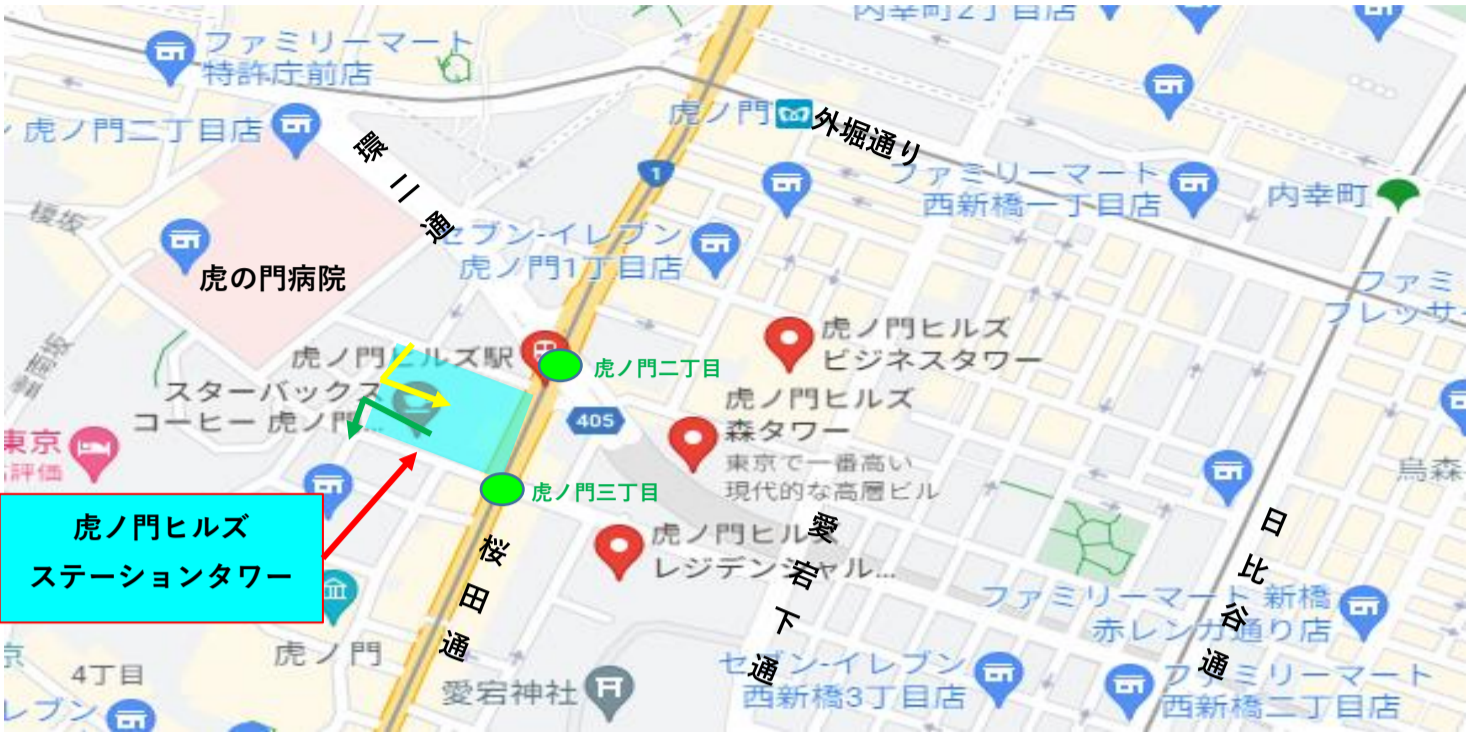 内幸町2丁目店
ファミリーマート
特許庁前店
虎ノ門二丁目店
環二通
虎ノ門
外堀通り
1
ファミリーマート
西新橋一丁目店
内幸町
榎坂
セブン-イレブン
虎ノ門1丁目店
虎の門病院
ファミ
フレッサ
霊南坂
虎ノ門ヒルズ
ビジネスタワー
虎ノ門ヒルズ駅
虎ノ門二丁目
スターバックス
コーヒー 虎ノ門...
虎ノ門ヒルズ
森タワー
東京で一番高い
現代的な高層ビル
405
東京
評価
烏森
虎ノ門三丁目
虎ノ門ヒルズ
ステーションタワー
虎ノ門ヒルズ
レジデンシャル...
桜田通
愛宕下通
日比谷通
虎ノ門
4丁目
京
レブン
愛宕神社
ファミリーマート 新橋
赤レンガ通り店
セブン-イレブン
西新橋3丁目店
ファミリーマート
西新橋二丁目店